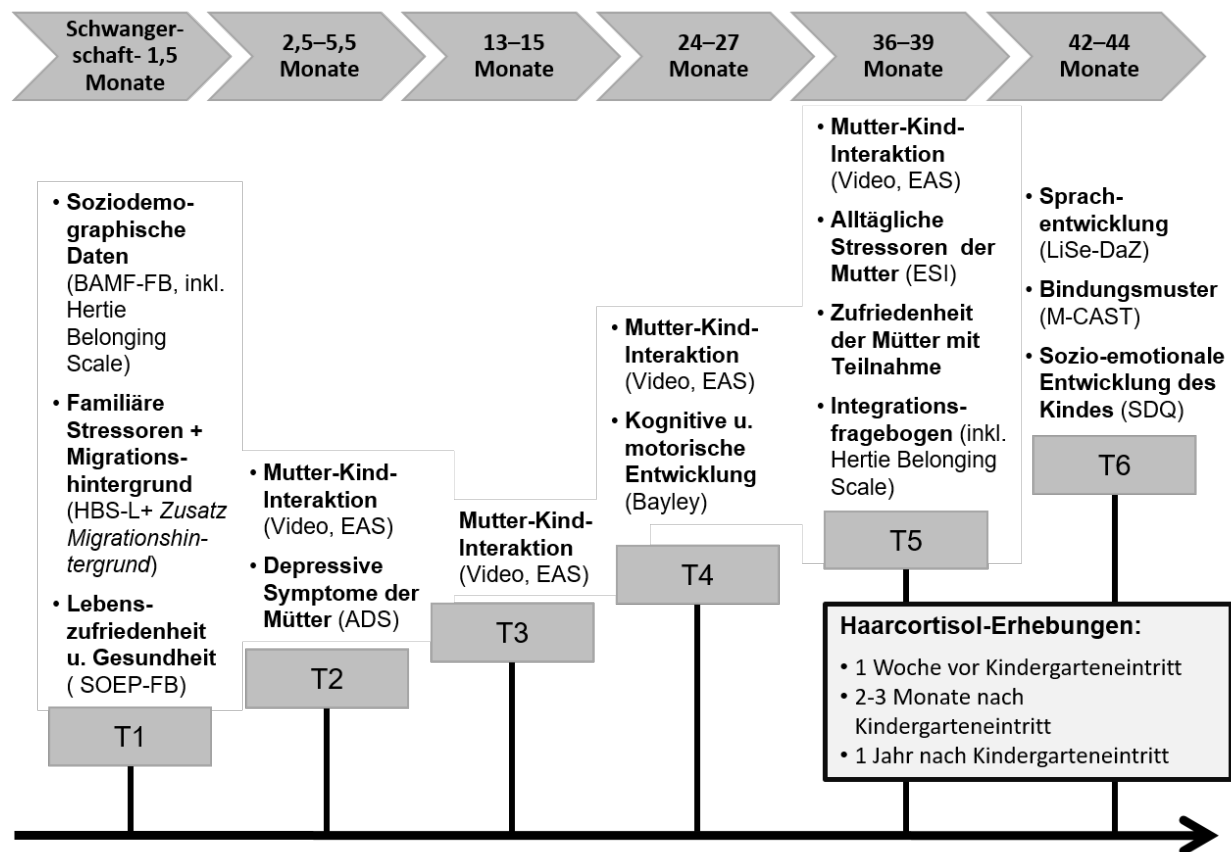 Schwanger-
schaft- 1,5
Monate
2,5–5,5
Monate
13–15
Monate
24–27
Monate
36–39
Monate
42–44
Monate
• Soziodemo-
graphische
Daten
(BAMF-FB, inkl.
Hertie
Belonging
Scale)
• Familiäre
Stressoren +
Migrations-
hintergrund
(HBS-L+ Zusatz
Migrationshin-
tergrund)
• Lebens-
zufriedenheit
u. Gesundheit
( SOEP-FB)
T1
• Mutter-Kind-
Interaktion
(Video, EAS)
• Depressive
Symptome der
Mütter (ADS)
T2
Mutter-Kind-
Interaktion
(Video, EAS)
T3
• Mutter-Kind-
Interaktion
(Video, EAS)
• Kognitive u.
motorische
Entwicklung
(Bayley)
T4
• Mutter-Kind-
Interaktion
(Video, EAS)
• Alltägliche
Stressoren der
Mutter (ESI)
• Zufriedenheit
der Mütter mit
Teilnahme
• Integrations-
fragebogen (inkl.
Hertie Belonging
Scale)
T5
• Sprach-
entwicklung
(LiSe-DaZ)
• Bindungsmuster
(M-CAST)
• Sozio-emotionale
Entwicklung des
Kindes (SDQ)
T6
Haarcortisol-Erhebungen:
• 1 Woche vor Kindergarteneintritt
• 2-3 Monate nach
Kindergarteneintritt
• 1 Jahr nach Kindergarteneintritt